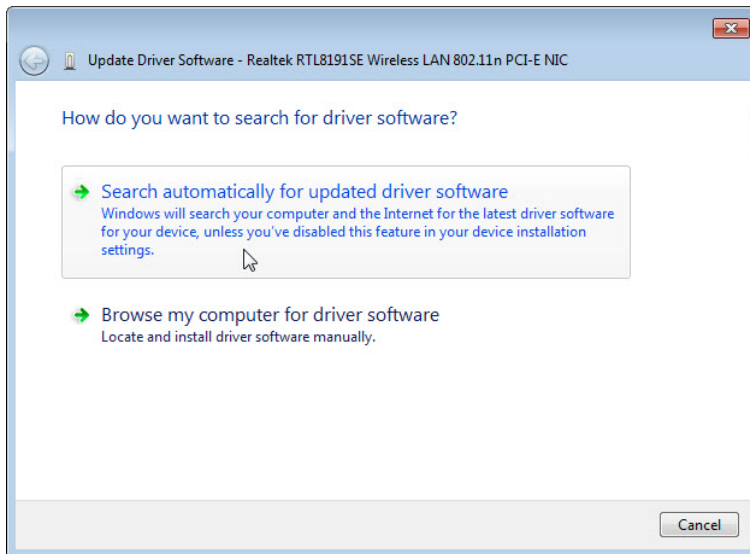 Update Driver Software - Realtek RTL8191SE Wireless LAN 802.11n PCI-E NIC
How do you want to search for driver software?
Search automatically for updated driver software
Windows will search your computer and the Internet for the latest driver software
for your device, unless you've disabled this feature in your device installation
settings.
Browse my computer for driver software
Locate and install driver software manually.
Cancel